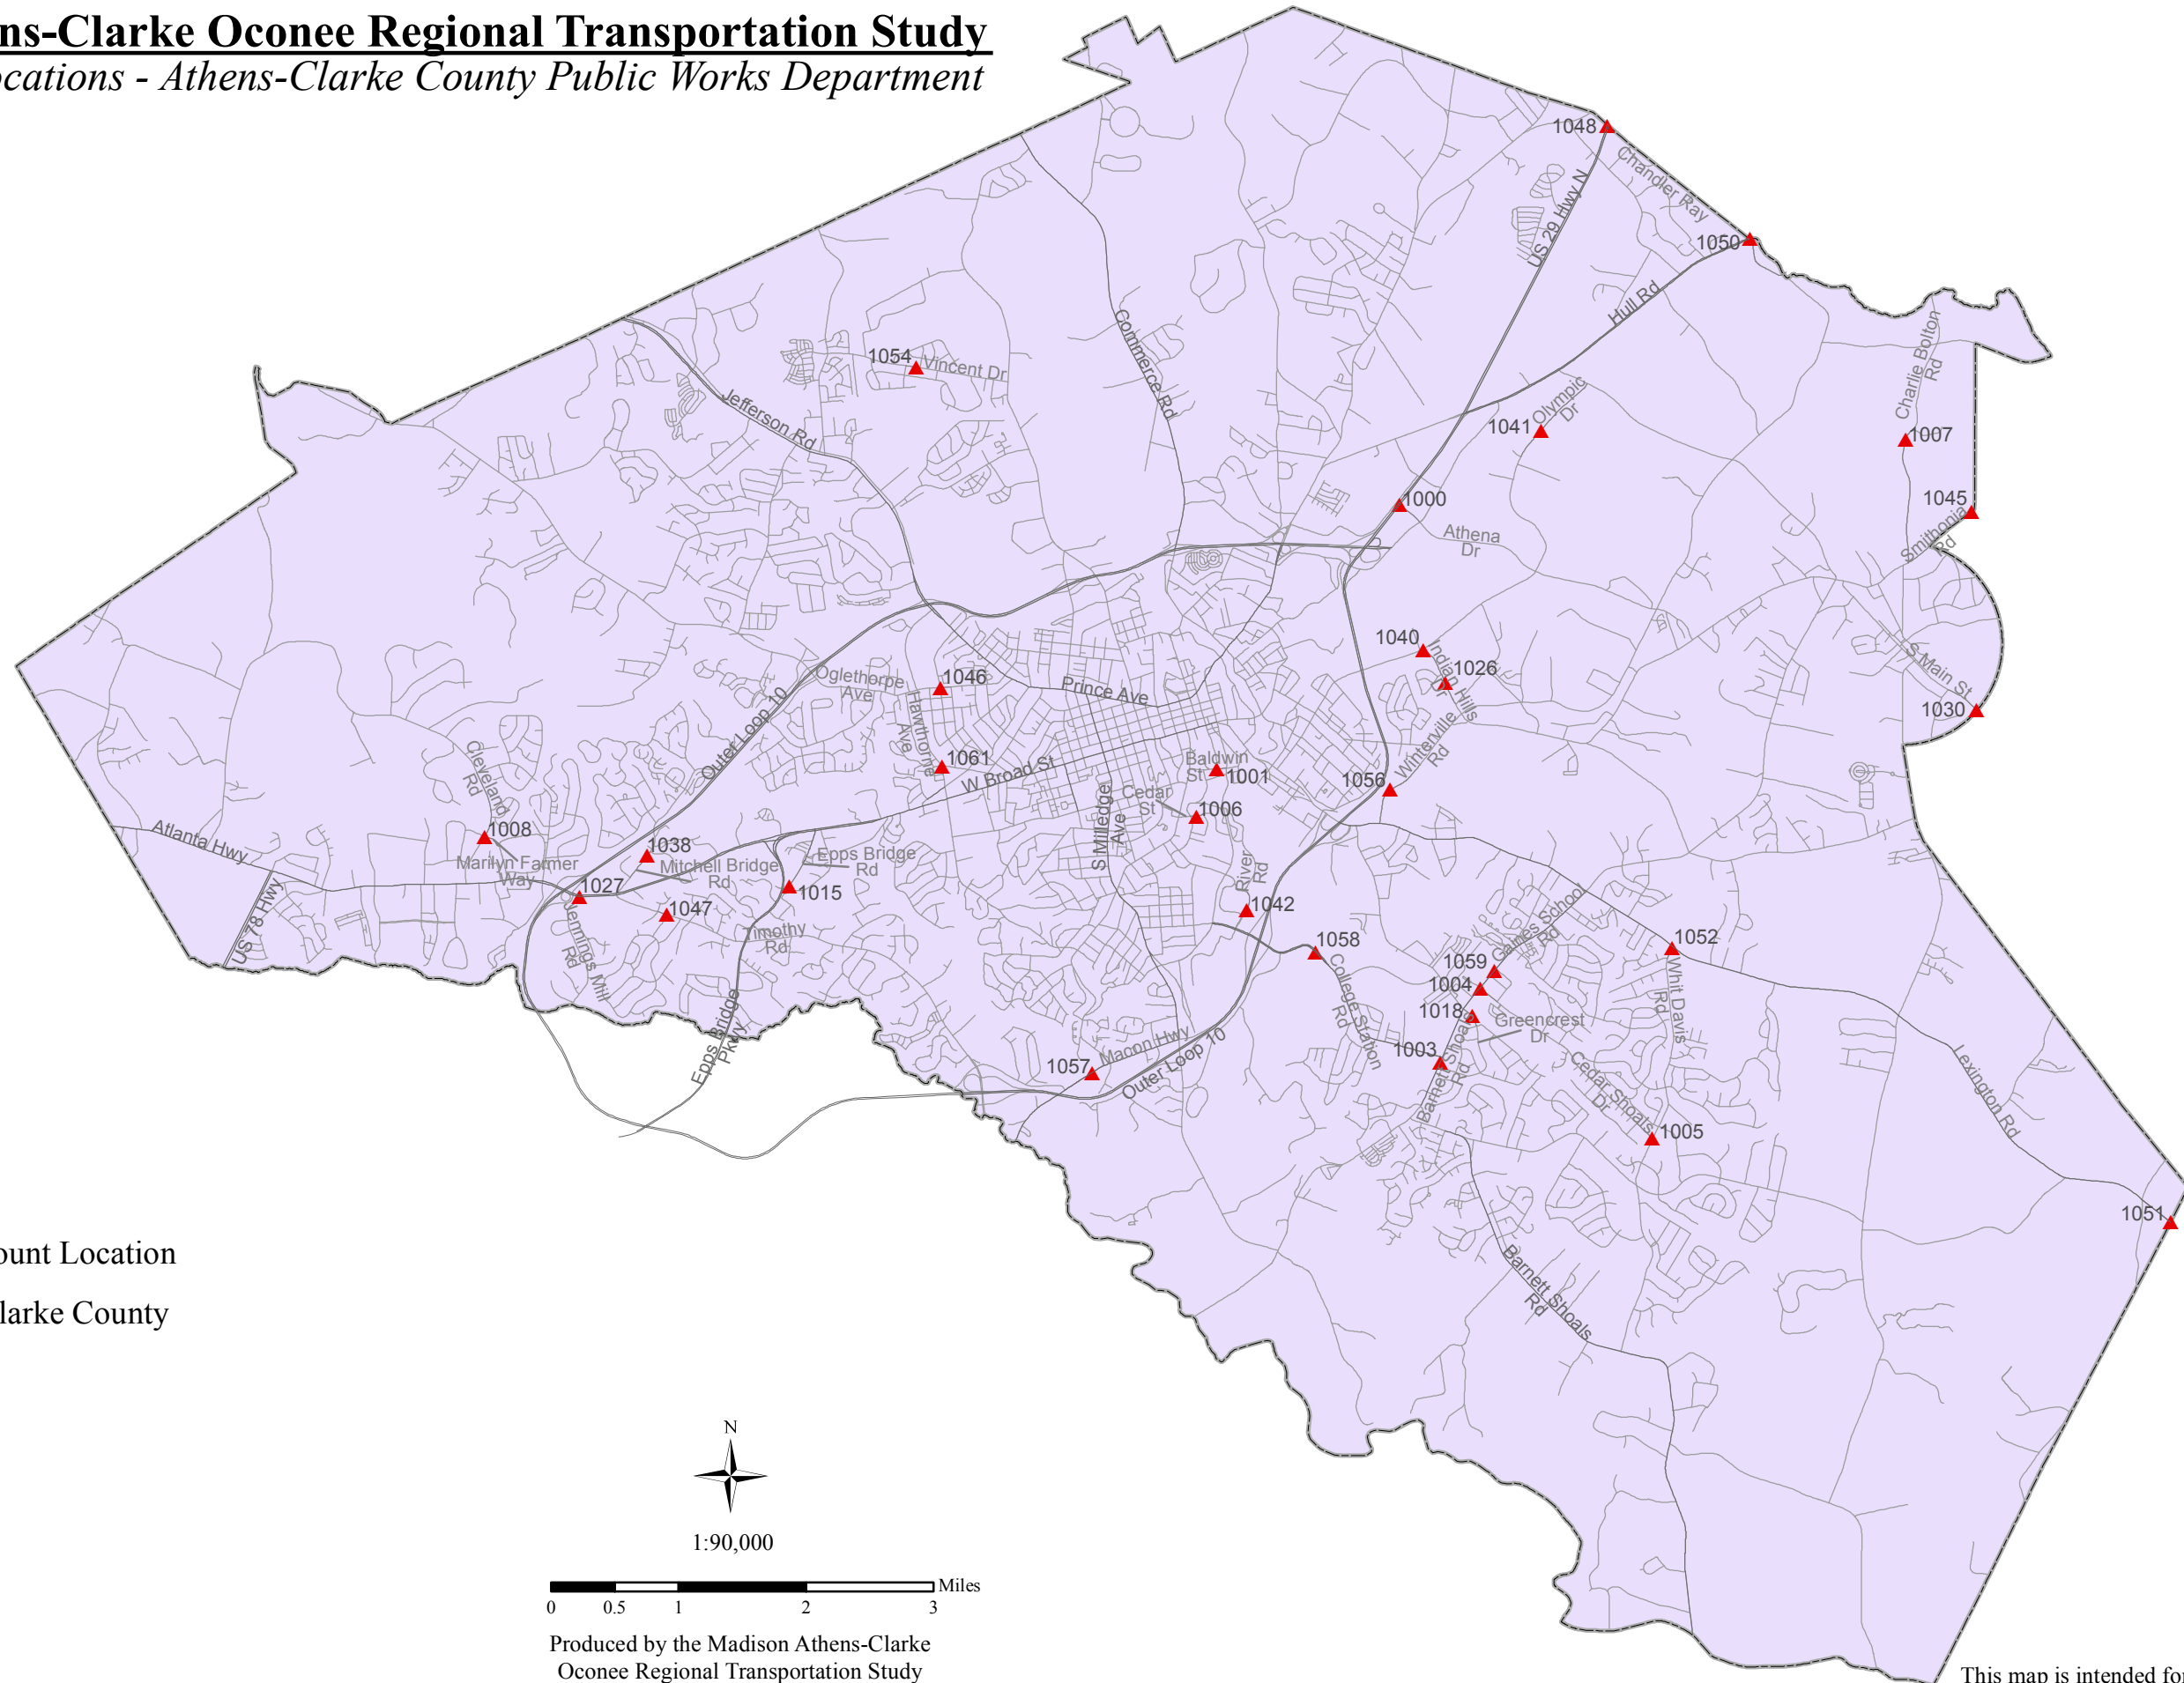 ns-Clarke Oconee Regional Transportation Study
ocations - Athens-Clarke County Public Works Department
1048
Chandler Ray
US 29 Hwy N
1050
Hull Rd
Charlie Bolton
Rd
Commerce Rd
1054
Vincent Dr
Jefferson Rd
1041
Olympic
Dr
1007
1045
Smithonia
Rd
1000
Athena
Dr
1040
Indian Hills
Dr
1026
S Main St
1030
Oglethorpe
Ave
1046
Prince Ave
Hawthorne
Ave
Outer Loop 10
1061
W Broad St
Baldwin
St
1001
Winterville
Rd
1056
Cedar
St
1006
S Milledge
Ave
Cleveland
Rd
1008
Atlanta Hwy
Marilyn Farmer
Way
1038
Mitchell Bridge
Rd
Epps Bridge
Rd
1015
1027
1047
US 78 Hwy
Jennings Mill
Rd
Timothy
Rd
River
Rd
1042
1058
College Station
Rd
Gaines School
Rd
1059
1004
1018
Greencrest
Dr
1052
Whit Davis
Rd
1003
Barnett Shoals
Rd
Cedar Shoals
Dr
1005
Epps Bridge
Pkwy
1057
Macon Hwy
Outer Loop 10
Lexington Rd
1051
Barnett Shoals
Rd
ount Location
larke County
N
1:90,000
Miles
0 0.5 1 2 3
Produced by the Madison Athens-Clarke
Oconee Regional Transportation Study
This map is intended for